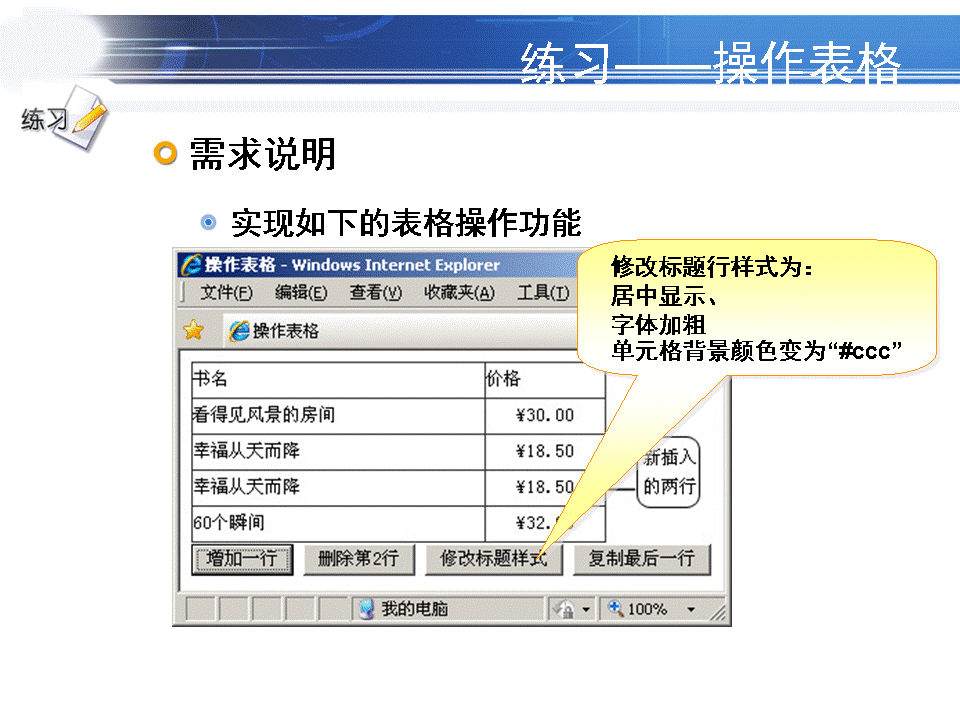 练习——操作表格
练习
需求说明
实现如下的表格操作功能
操作表格 - Windows Internet Explorer
文件(F) 编辑(E) 查看(V) 收藏夹(A) 工具(T)
操作表格
修改标题行样式为：
居中显示、
字体加粗
单元格背景颜色变为“#ccc”
书名 价格
看得见风景的房间 ¥30.00
幸福从天而降 ¥18.50
幸福从天而降 ¥18.50
60个瞬间 ¥32.
新插入
的两行
增加一行 删除第2行 修改标题样式 复制最后一行
我的电脑 100%